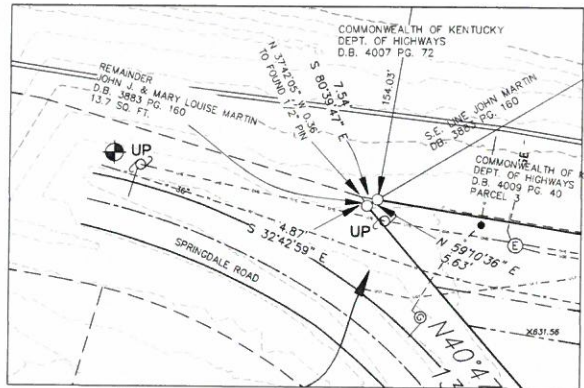 COMMONWEALTH OF KENTUCKY
DEPT. OF HIGHWAYS
D.B. 4007 PG. 72
REMAINDER
JOHN J. & MARY LOUISE MARTIN
D.B. 3883 PG. 160
13.7 SQ. FT.
N 37°42'05" W 0.36'
TO FOUND 1/2" PIN
7.54'
S 80°39'47" E
154.03'
S.E. LINE JOHN MARTIN
DB. 3883 PG. 160
COMMONWEALTH OF K
DEPT. OF HIGHWAYS
D.B. 4009 PG. 40
PARCEL 3
UP
36"
4.87'
S 32°42'59" E
UP
N 59°10'36" E
5.63'
E
SPRINGDALE ROAD
G
N40°4
X631.56